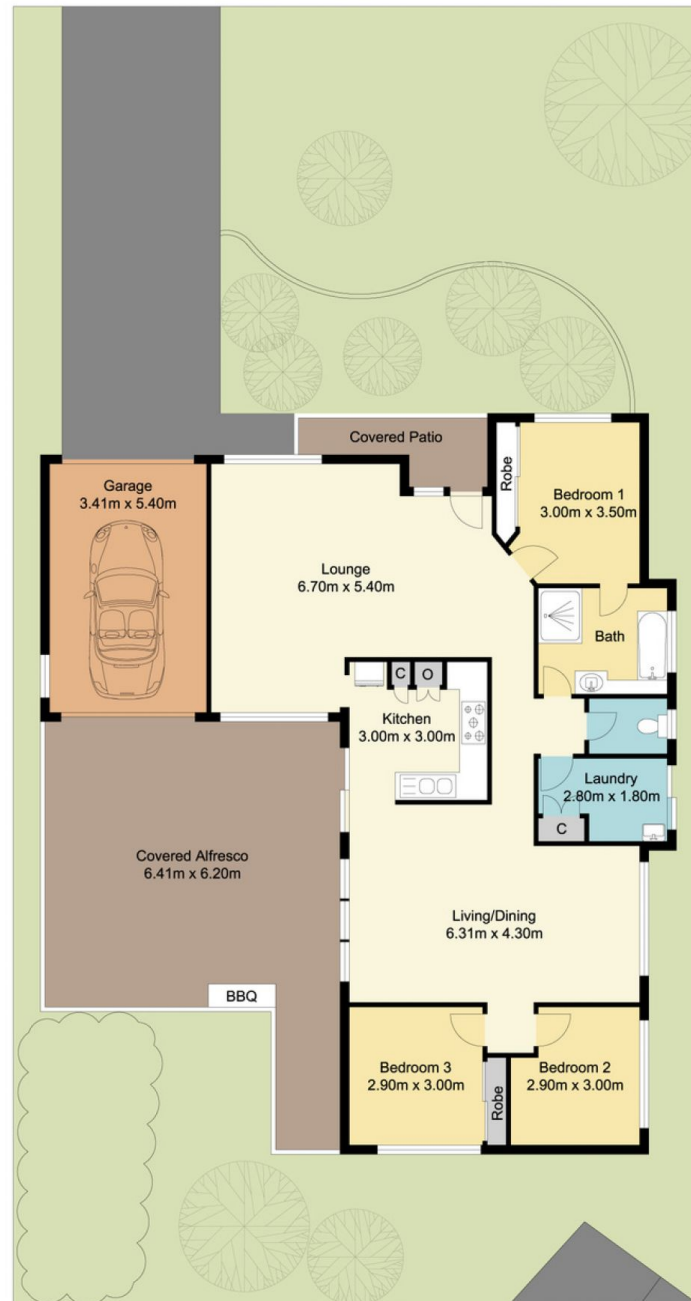 Covered Patio
Garage
3.41m x 5.40m
Robe
Bedroom 1
3.00m x 3.50m
Lounge
6.70m x 5.40m
Bath
C
O
Kitchen
3.00m x 3.00m
Laundry
2.80m x 1.80m
C
Covered Alfresco
6.41m x 6.20m
Living/Dining
6.31m x 4.30m
BBQ
Bedroom 3
2.90m x 3.00m
Robe
Bedroom 2
2.90m x 3.00m